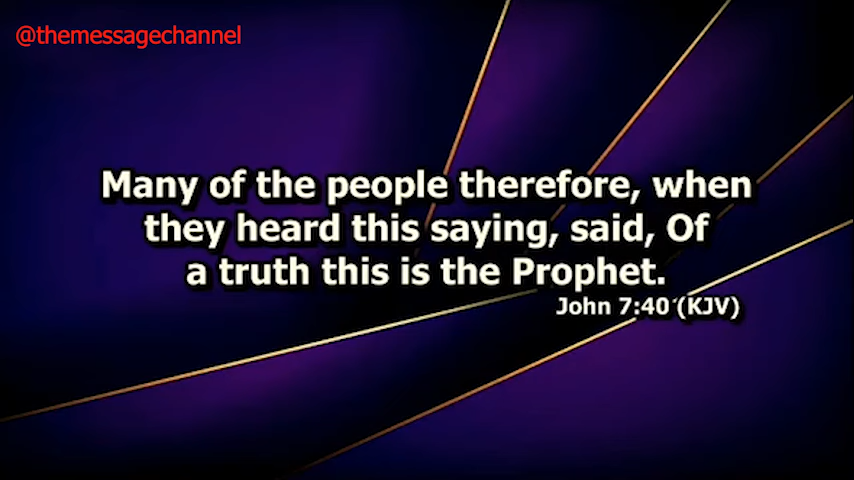 @themessagechannel
Many of the people therefore, when
they heard this saying, said, Of
a truth this is the Prophet.
John 7:40 (KJV)